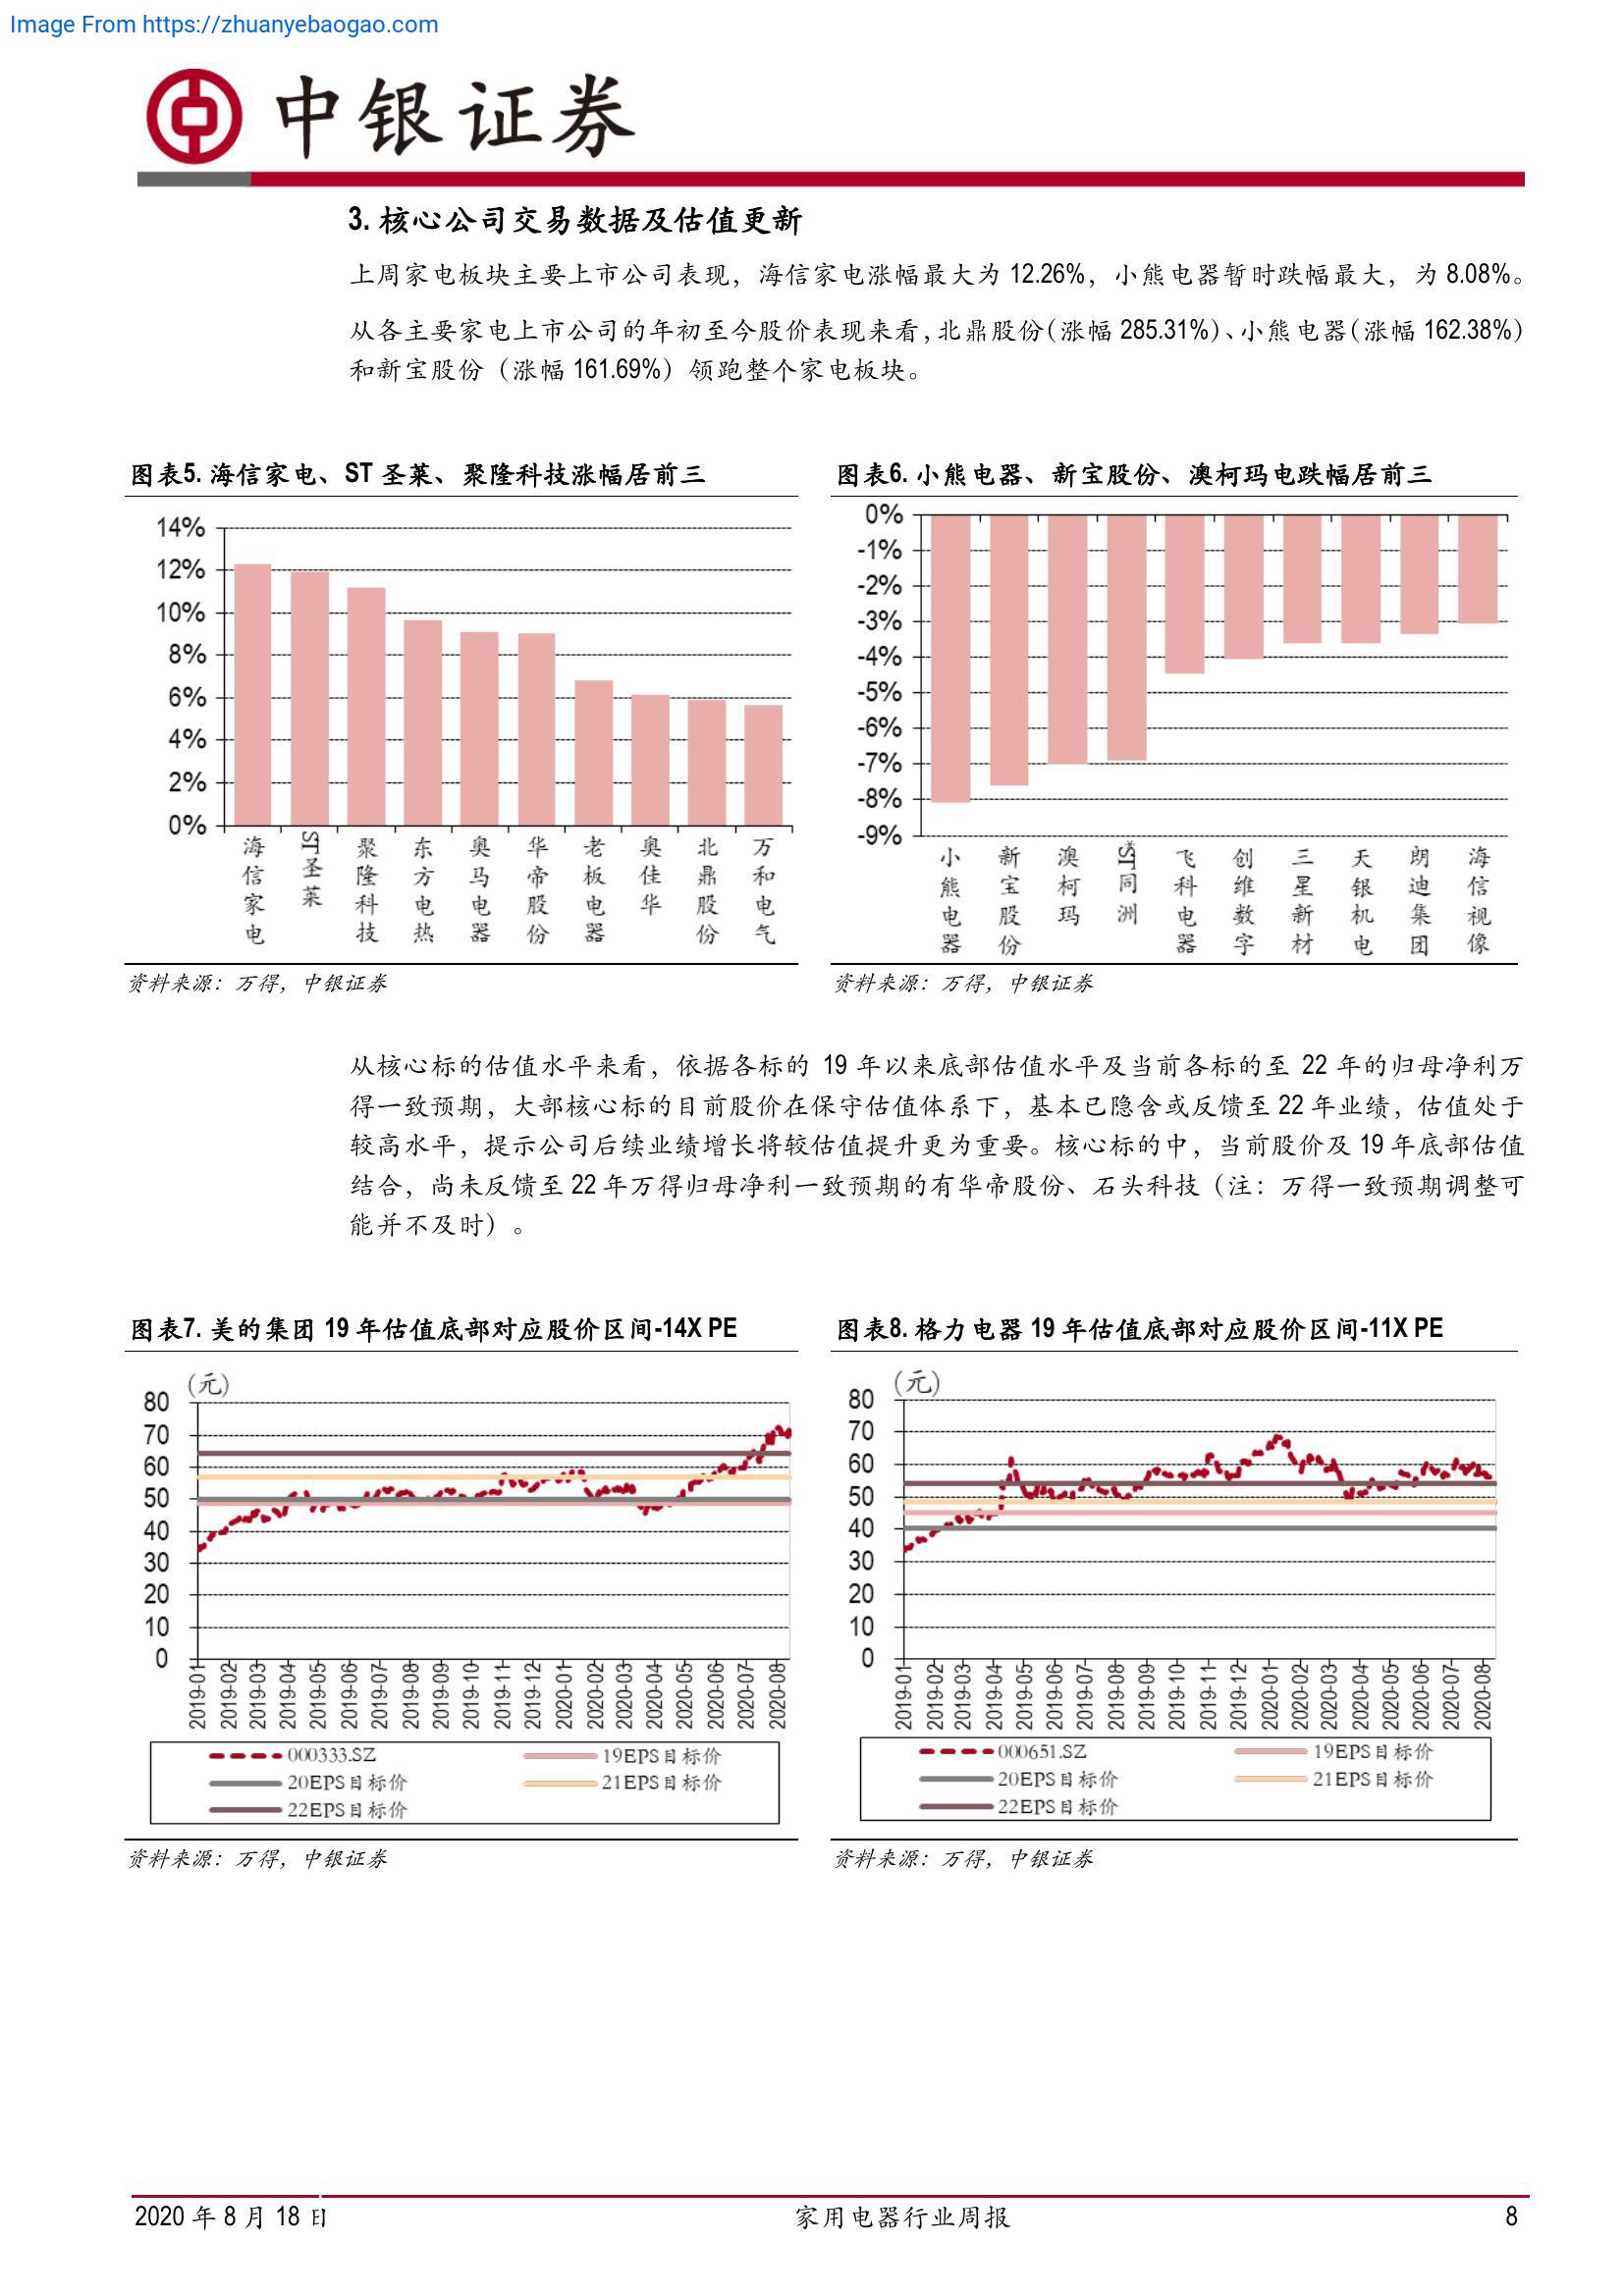 Image From https://zhuanyebaogao.com
中银证券
3. 核心公司交易数据及估值更新
上周家电板块主要上市公司表现，海信家电涨幅最大为 12.26%，小熊电器暂时跌幅最大，为 8.08%。
从各主要家电上市公司的年初至今股价表现来看，北鼎股份（涨幅 285.31%）、小熊电器（涨幅 162.38%）
和新宝股份（涨幅 161.69%）领跑整个家电板块。
图表5. 海信家电、ST 圣莱、聚隆科技涨幅居前三
14%
12%
10%
8%
6%
4%
2%
0%
海信家电
ST圣莱
聚隆科技
东方电热
奥马电器
华帝股份
老板电器
奥佳华
北鼎股份
万和电气
资料来源：万得，中银证券
图表6. 小熊电器、新宝股份、澳柯玛电跌幅居前三
0%
-1%
-2%
-3%
-4%
-5%
-6%
-7%
-8%
-9%
小熊电器
新宝股份
澳柯玛
*ST同洲
飞科电器
创维数字
三星新材
天银机电
朗迪集团
海信视像
资料来源：万得，中银证券
从核心标的估值水平来看，依据各标的 19 年以来底部估值水平及当前各标的至 22 年的归母净利万
得一致预期，大部核心标的目前股价在保守估值体系下，基本已隐含或反馈至 22 年业绩，估值处于
较高水平，提示公司后续业绩增长将较估值提升更为重要。核心标的中，当前股价及 19 年底部估值
结合，尚未反馈至 22 年万得归母净利一致预期的有华帝股份、石头科技（注：万得一致预期调整可
能并不及时）。
图表7. 美的集团 19 年估值底部对应股价区间-14X PE
(元)
80
70
60
50
40
30
20
10
0
2019-01
2019-02
2019-03
2019-04
2019-05
2019-06
2019-07
2019-08
2019-09
2019-10
2019-11
2019-12
2020-01
2020-02
2020-03
2020-04
2020-05
2020-06
2020-07
2020-08
000333.SZ
19EPS目标价
20EPS目标价
21EPS目标价
22EPS目标价
资料来源：万得，中银证券
图表8. 格力电器 19 年估值底部对应股价区间-11X PE
(元)
80
70
60
50
40
30
20
10
0
2019-01
2019-02
2019-03
2019-04
2019-05
2019-06
2019-07
2019-08
2019-09
2019-10
2019-11
2019-12
2020-01
2020-02
2020-03
2020-04
2020-05
2020-06
2020-07
2020-08
000651.SZ
19EPS目标价
20EPS目标价
21EPS目标价
22EPS目标价
资料来源：万得，中银证券
2020 年 8 月 18 日
家用电器行业周报
8